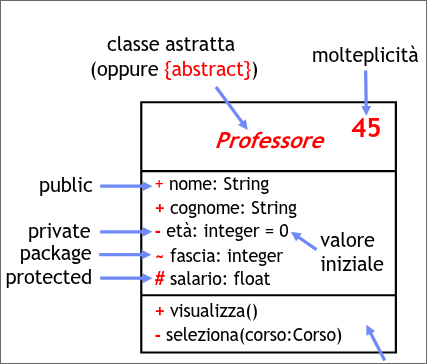 classe astratta
(oppure {abstract})
molteplicità
45
Professore
public
+ nome: String
+ cognome: String
private
- età: integer = 0
package
~ fascia: integer
valore
iniziale
protected
# salario: float
+ visualizza()
- seleziona(corso:Corso)